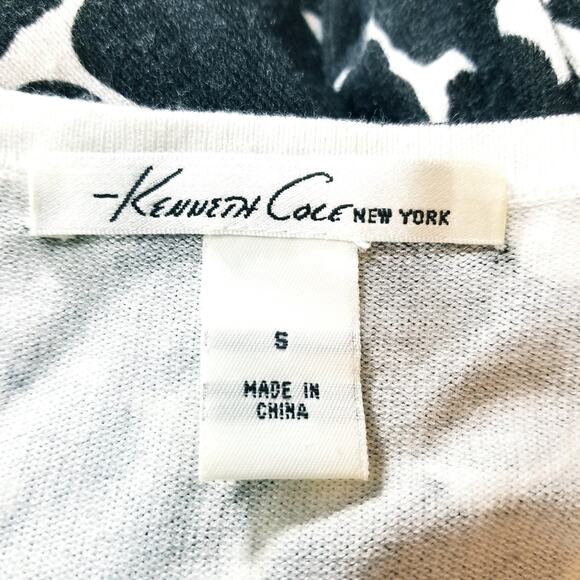 -KENNETH COLE NEW YORK
S
MADE IN
CHINA